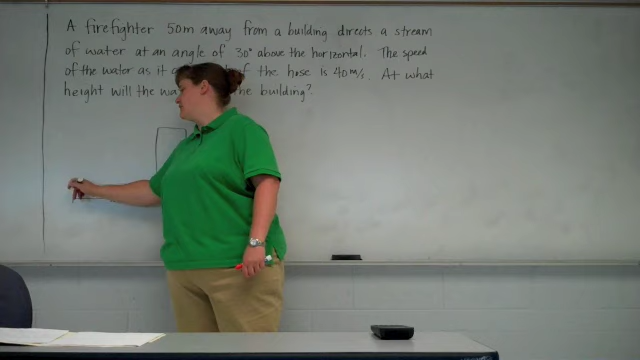 A firefighter 50m away from a building directs a stream
of water at an angle of 30° above the horizontal. The speed
of the water as it of the hose is 40m/s. At what
height will the the building?